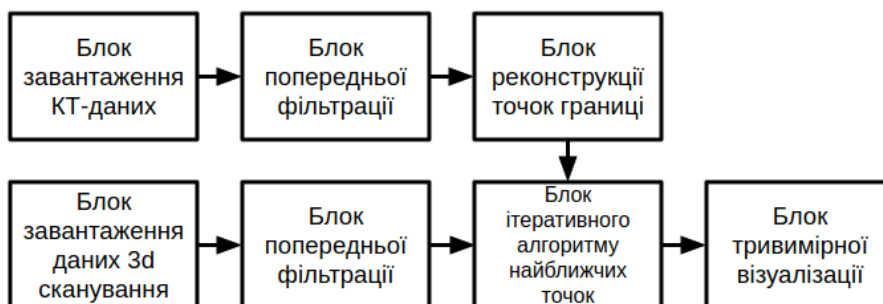 Блок
завантаження
КТ-даних
Блок
попередньої
фільтрації
Блок
реконструкції
точок границі
Блок
завантаження
даних 3d
сканування
Блок
попередньої
фільтрації
Блок
ітеративного
алгоритму
найближчих
точок
Блок
тривимірної
візуалізації